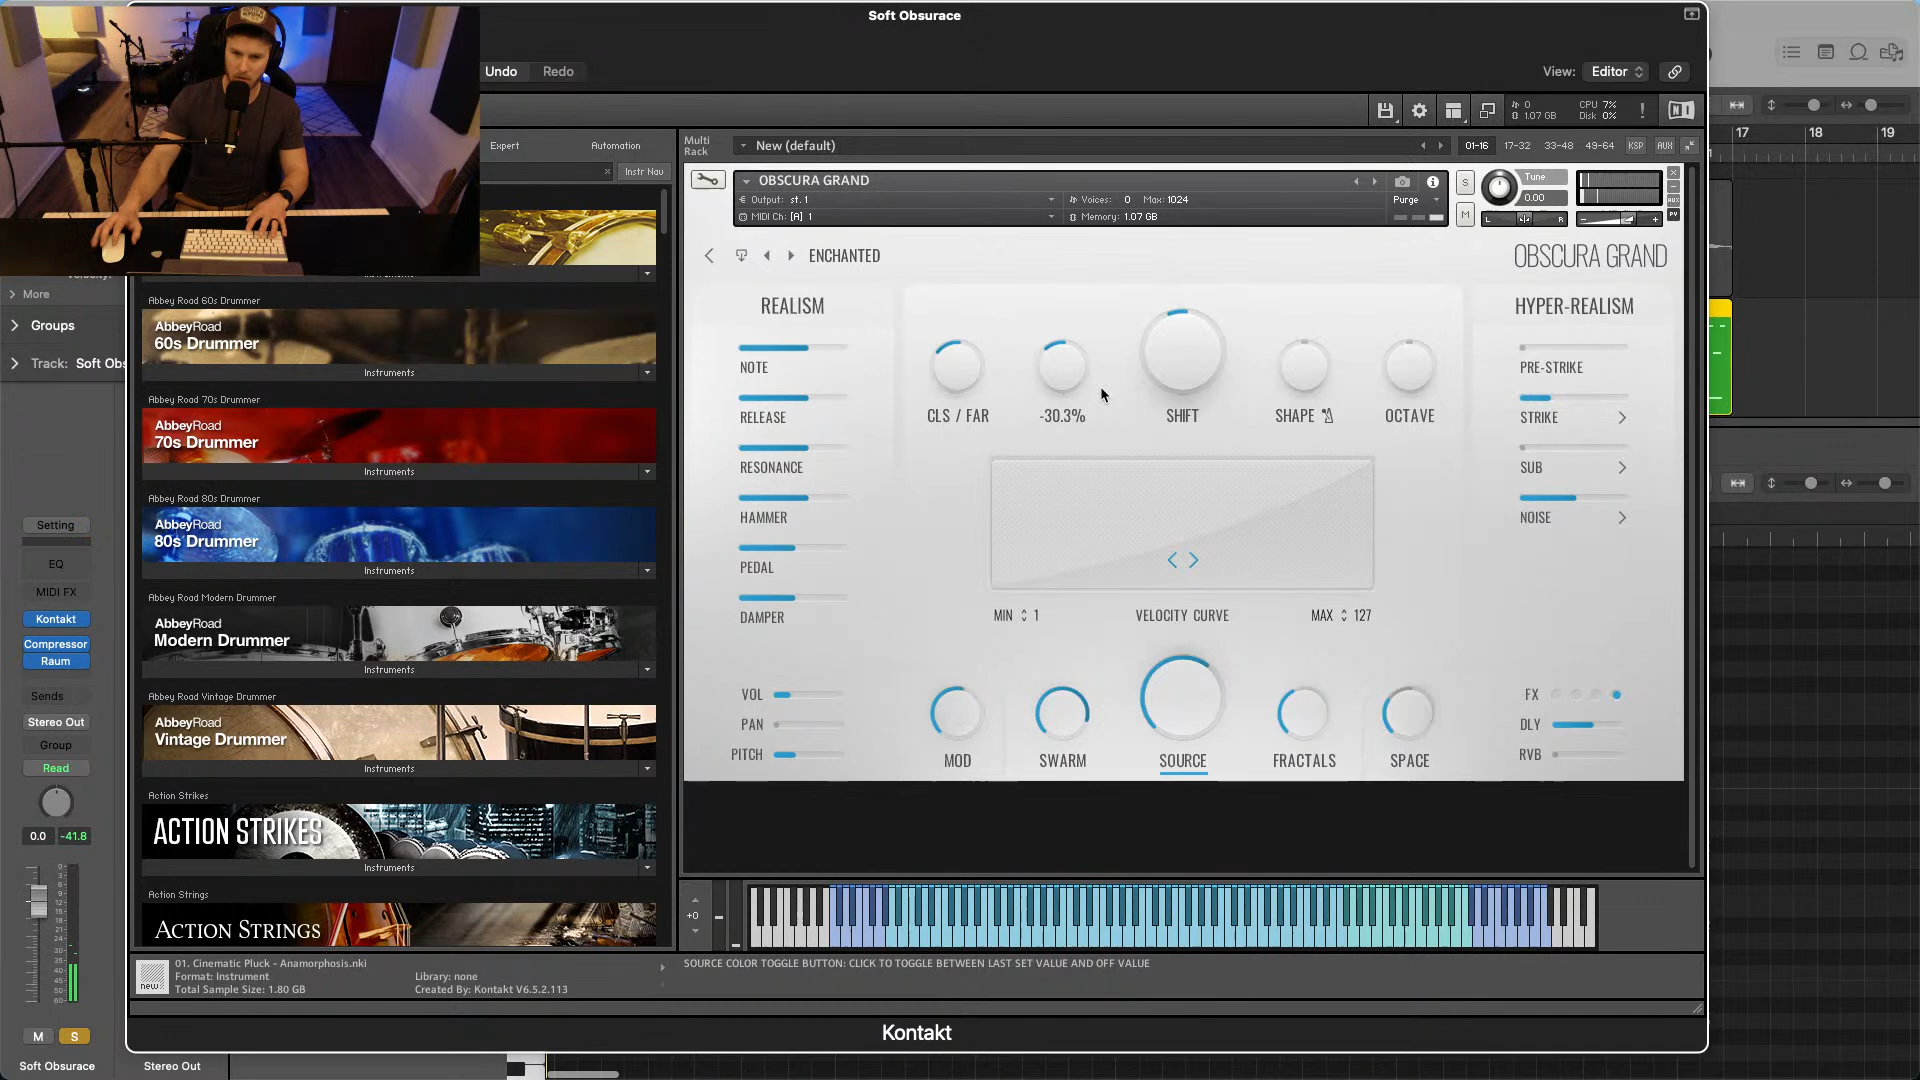 Soft Obsurace
Undo
Redo
View:
Editor
0
1.07 GB
CPU 7%
Disk 0%
!
Expert
Automation
Multi
Rack
New (default)
01-16
17-32
33-48
49-64
KSP
AUX
17
18
19
Instr Nav
OBSCURA GRAND
Output: st.1
Voices: 0 Max: 1024
Purge
MIDI Ch: [A] 1
Memory: 1.07 GB
S
M
Tune
0.00
L
R
AUX
PV
ENCHANTED
OBSCURA GRAND
More
Groups
Track: Soft Obs
Abbey Road 60s Drummer
AbbeyRoad
60s Drummer
Instruments
Abbey Road 70s Drummer
AbbeyRoad
70s Drummer
Instruments
Abbey Road 80s Drummer
AbbeyRoad
80s Drummer
Instruments
Abbey Road Modern Drummer
AbbeyRoad
Modern Drummer
Instruments
Abbey Road Vintage Drummer
AbbeyRoad
Vintage Drummer
Instruments
Action Strikes
ACTION STRIKES
Instruments
Action Strings
ACTION STRINGS
REALISM
NOTE
RELEASE
RESONANCE
HAMMER
PEDAL
DAMPER
CLS / FAR
-30.3%
SHIFT
SHAPE
OCTAVE
HYPER-REALISM
PRE-STRIKE
STRIKE
SUB
NOISE
MIN 1
VELOCITY CURVE
MAX 127
VOL
PAN
PITCH
MOD
SWARM
SOURCE
FRACTALS
SPACE
FX
DLY
RVB
Setting
EQ
MIDI FX
Kontakt
Compressor
Raum
Sends
Stereo Out
Group
Read
0.0
-41.8
M
S
Soft Obsurace
Stereo Out
+0
new
01. Cinematic Pluck - Anamorphosis.nki
Format: Instrument
Total Sample Size: 1.80 GB
Library: none
Created By: Kontakt V6.5.2.113
SOURCE COLOR TOGGLE BUTTON: CLICK TO TOGGLE BETWEEN LAST SET VALUE AND OFF VALUE
Kontakt